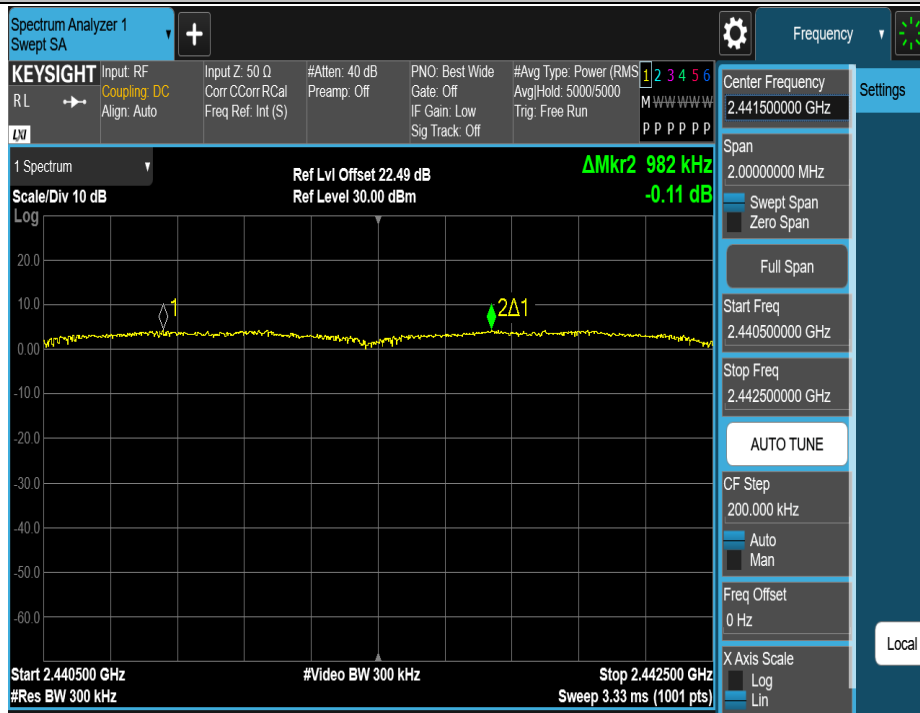 Spectrum Analyzer 1
Swept SA
+
Frequency
KEYSIGHT
RL
LXI
Input: RF
Coupling: DC
Align: Auto
Input Z: 50 Ω
Corr CCorr RCal
Freq Ref: Int (S)
#Atten: 40 dB
Preamp: Off
PNO: Best Wide
Gate: Off
IF Gain: Low
Sig Track: Off
#Avg Type: Power (RMS
Avg|Hold: 5000/5000
Trig: Free Run
1 2 3 4 5 6
M W W W W W
P P P P P P
1 Spectrum
Scale/Div 10 dB
Log
Ref Lvl Offset 22.49 dB
Ref Level 30.00 dBm
ΔMkr2 982 kHz
-0.11 dB
20.0
10.0
0.00
-10.0
-20.0
-30.0
-40.0
-50.0
-60.0
1
2Δ1
Start 2.440500 GHz
#Res BW 300 kHz
#Video BW 300 kHz
Stop 2.442500 GHz
Sweep 3.33 ms (1001 pts)
Center Frequency
2.441500000 GHz
Span
2.00000000 MHz
Swept Span
Zero Span
Full Span
Start Freq
2.440500000 GHz
Stop Freq
2.442500000 GHz
AUTO TUNE
CF Step
200.000 kHz
Auto
Man
Freq Offset
0 Hz
X Axis Scale
Log
Lin
Settings
Local